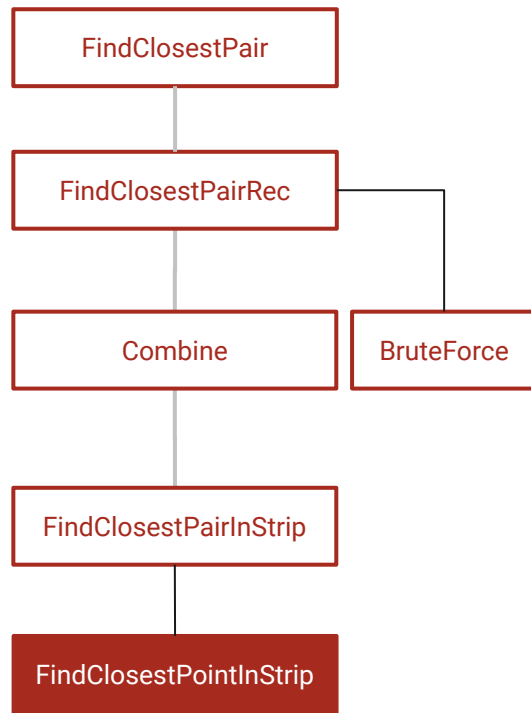 FindClosestPair
FindClosestPairRec
Combine
BruteForce
FindClosestPairInStrip
FindClosestPointInStrip